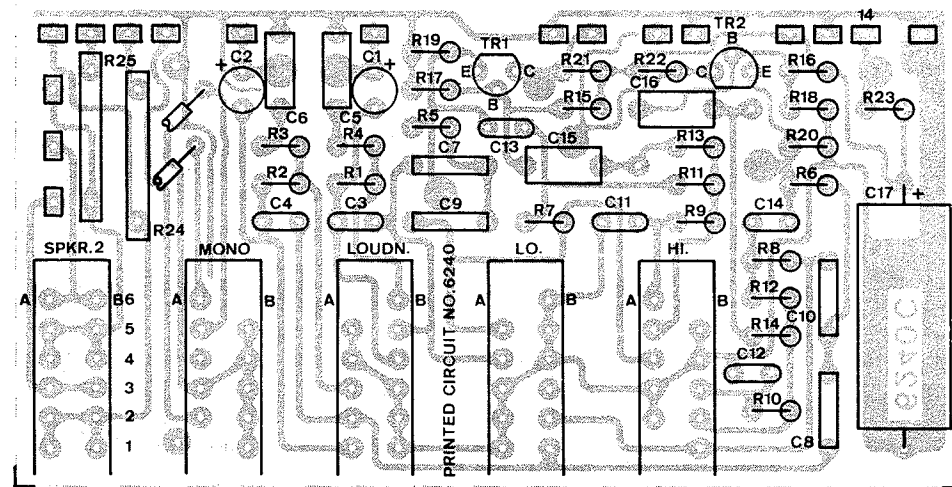 14
R25
C2
+
C1
+
R19
TR1
E
C
B
R21
R22
TR2
B
C
E
R16
R17
C16
R15
R18
R23
C6
C5
R3
R4
R5
C13
C15
R13
R20
C7
R2
R1
R11
R6
C4
C3
C9
R7
C11
R9
C14
C17
+
R24
SPKR.2
MONO
LOUDN.
LO.
HI.
R8
A
B6
A
B
A
B
A
B
A
B
R12
C10
5
R14
4
C12
3
2
R10
1
C8
PRINTED CIRCUIT NO.6240
6240C